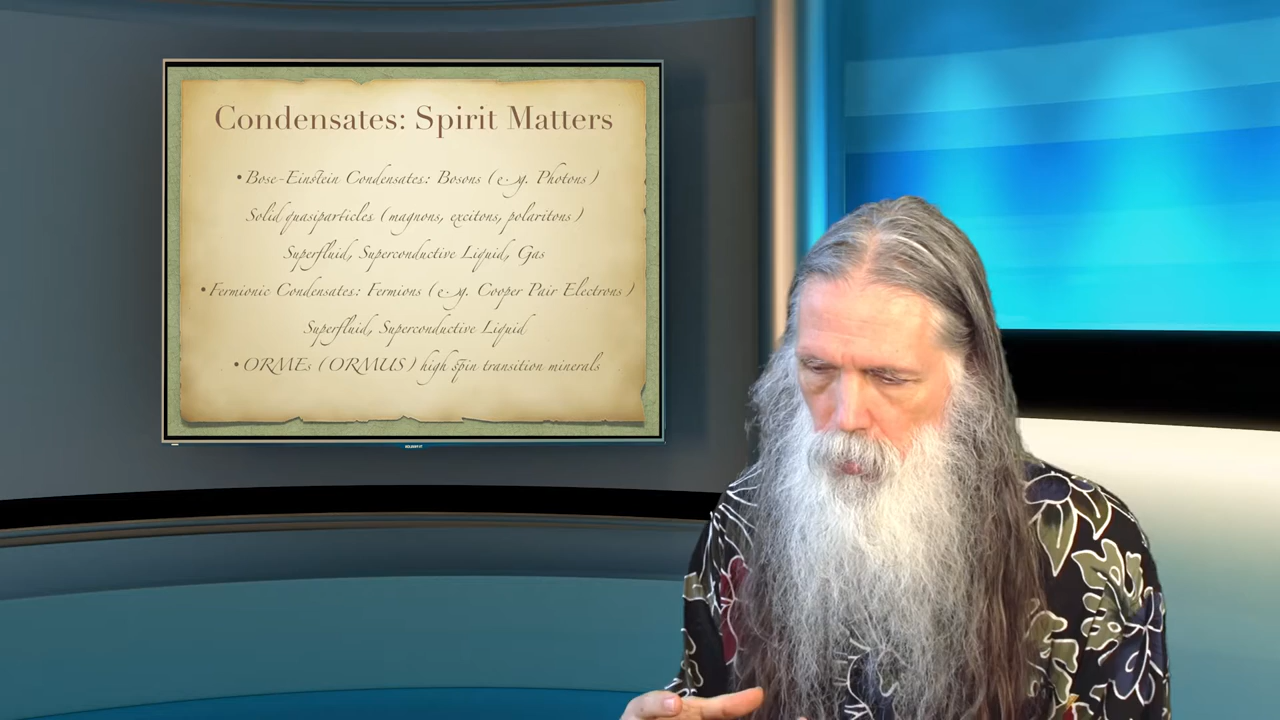 Condensates: Spirit Matters
• Bose-Einstein Condensates: Bosons (e.g. Photons)
Solid quasiparticles (magnons, excitons, polaritons)
Superfluid, Superconductive Liquid, Gas
• Fermionic Condensates: Fermions (e.g. Cooper Pair Electrons)
Superfluid, Superconductive Liquid
• ORMEs (ORMUS) high spin transition minerals